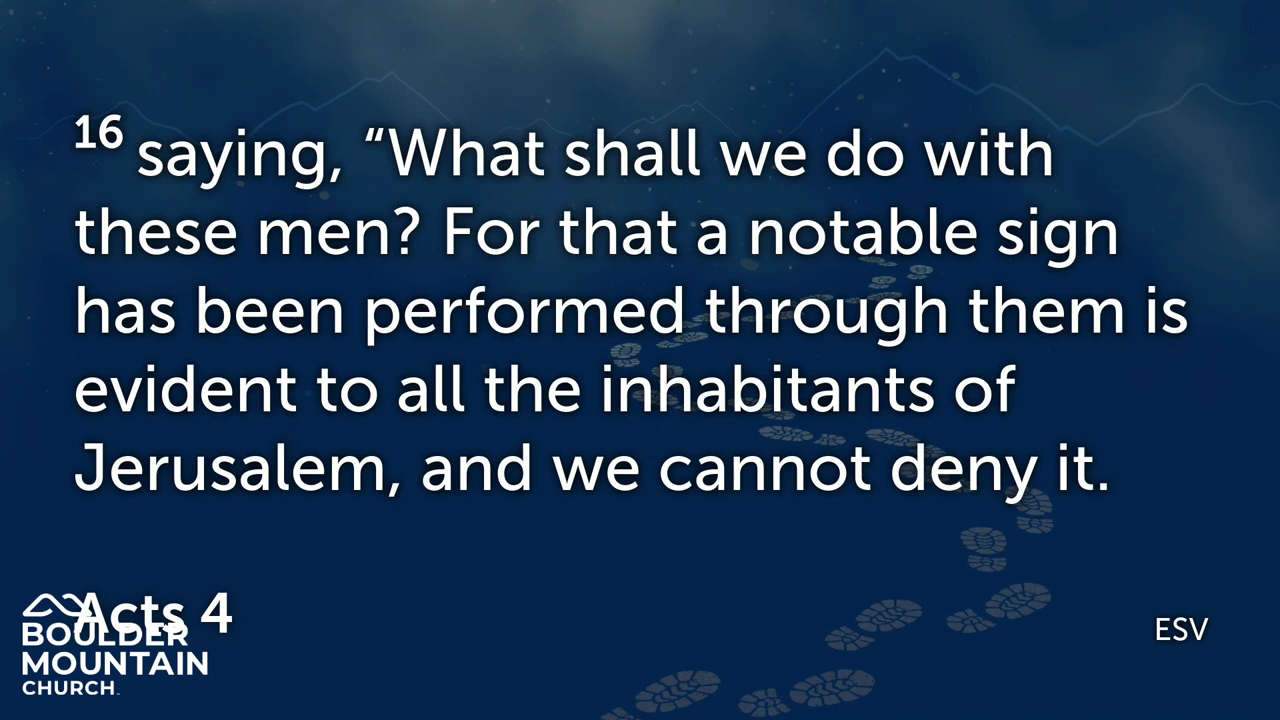 16 saying, “What shall we do with
these men? For that a notable sign
has been performed through them is
evident to all the inhabitants of
Jerusalem, and we cannot deny it.
Acts 4
BOULDER
MOUNTAIN
CHURCH
ESV